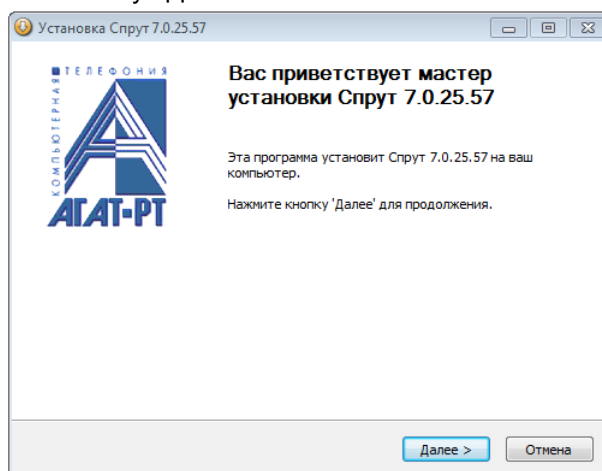 Установка Спрут 7.0.25.57
ТЕЛЕФОНИЯ
КОМПЬЮТЕРНАЯ
АГАТ-РТ
Вас приветствует мастер
установки Спрут 7.0.25.57
Эта программа установит Спрут 7.0.25.57 на ваш
компьютер.
Нажмите кнопку 'Далее' для продолжения.
Далее >
Отмена